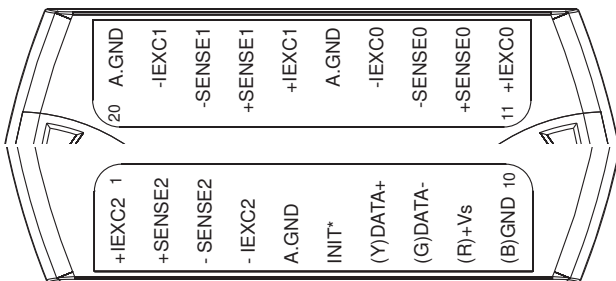 20 A.GND
-IEXC1
-SENSE1
+SENSE1
+IEXC1
A.GND
-IEXC0
-SENSE0
+SENSE0
11 +IEXC0
+IEXC2 1
+SENSE2
- SENSE2
- IEXC2
A.GND
INIT*
(Y)DATA+
(G)DATA-
(R)+Vs
(B)GND 10